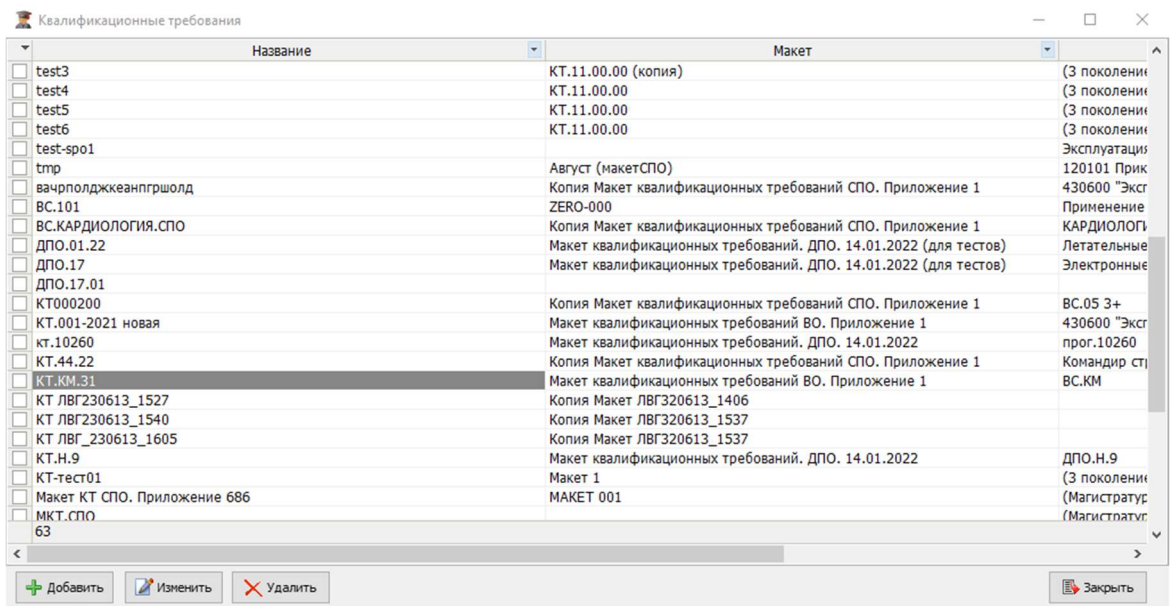 Квалификационные требования
Название Макет
test3 КТ.11.00.00 (копия) (3 поколение
test4 КТ.11.00.00 (3 поколение
test5 КТ.11.00.00 (3 поколение
test6 КТ.11.00.00 (3 поколение
test-spo1 Эксплуатация
tmp Август (макетСПО) 120101 Прик
вачрполджкеанпгршолд Копия Макет квалификационных требований СПО. Приложение 1 430600 "Эксп
ВС.101 ZERO-000 Применение
ВС.КАРДИОЛОГИЯ.СПО Копия Макет квалификационных требований СПО. Приложение 1 КАРДИОЛОГИ
ДПО.01.22 Макет квалификационных требований. ДПО. 14.01.2022 (для тестов) Летательные
ДПО.17 Макет квалификационных требований. ДПО. 14.01.2022 (для тестов) Электронные
ДПО.17.01
КТ000200 Копия Макет квалификационных требований СПО. Приложение 1 ВС.05 3+
КТ.001-2021 новая Макет квалификационных требований ВО. Приложение 1 430600 "Эксп
кт.10260 Макет квалификационных требований. ДПО. 14.01.2022 прог.10260
КТ.44.22 Копия Макет квалификационных требований СПО. Приложение 1 Командир стр
КТ.КМ.31 Макет квалификационных требований ВО. Приложение 1 ВС.КМ
КТ ЛВГ230613_1527 Копия Макет ЛВГ320613_1406
КТ ЛВГ230613_1540 Копия Макет ЛВГ320613_1537
КТ ЛВГ_230613_1605 Копия Макет ЛВГ320613_1537
КТ.Н.9 Макет квалификационных требований. ДПО. 14.01.2022 ДПО.Н.9
КТ-тест01 Макет 1 (3 поколение
Макет КТ СПО. Приложение 686 МАКЕТ 001 (Магистратур
МКТ.СПО (Магистратур
63
Добавить Изменить Удалить Закрыть